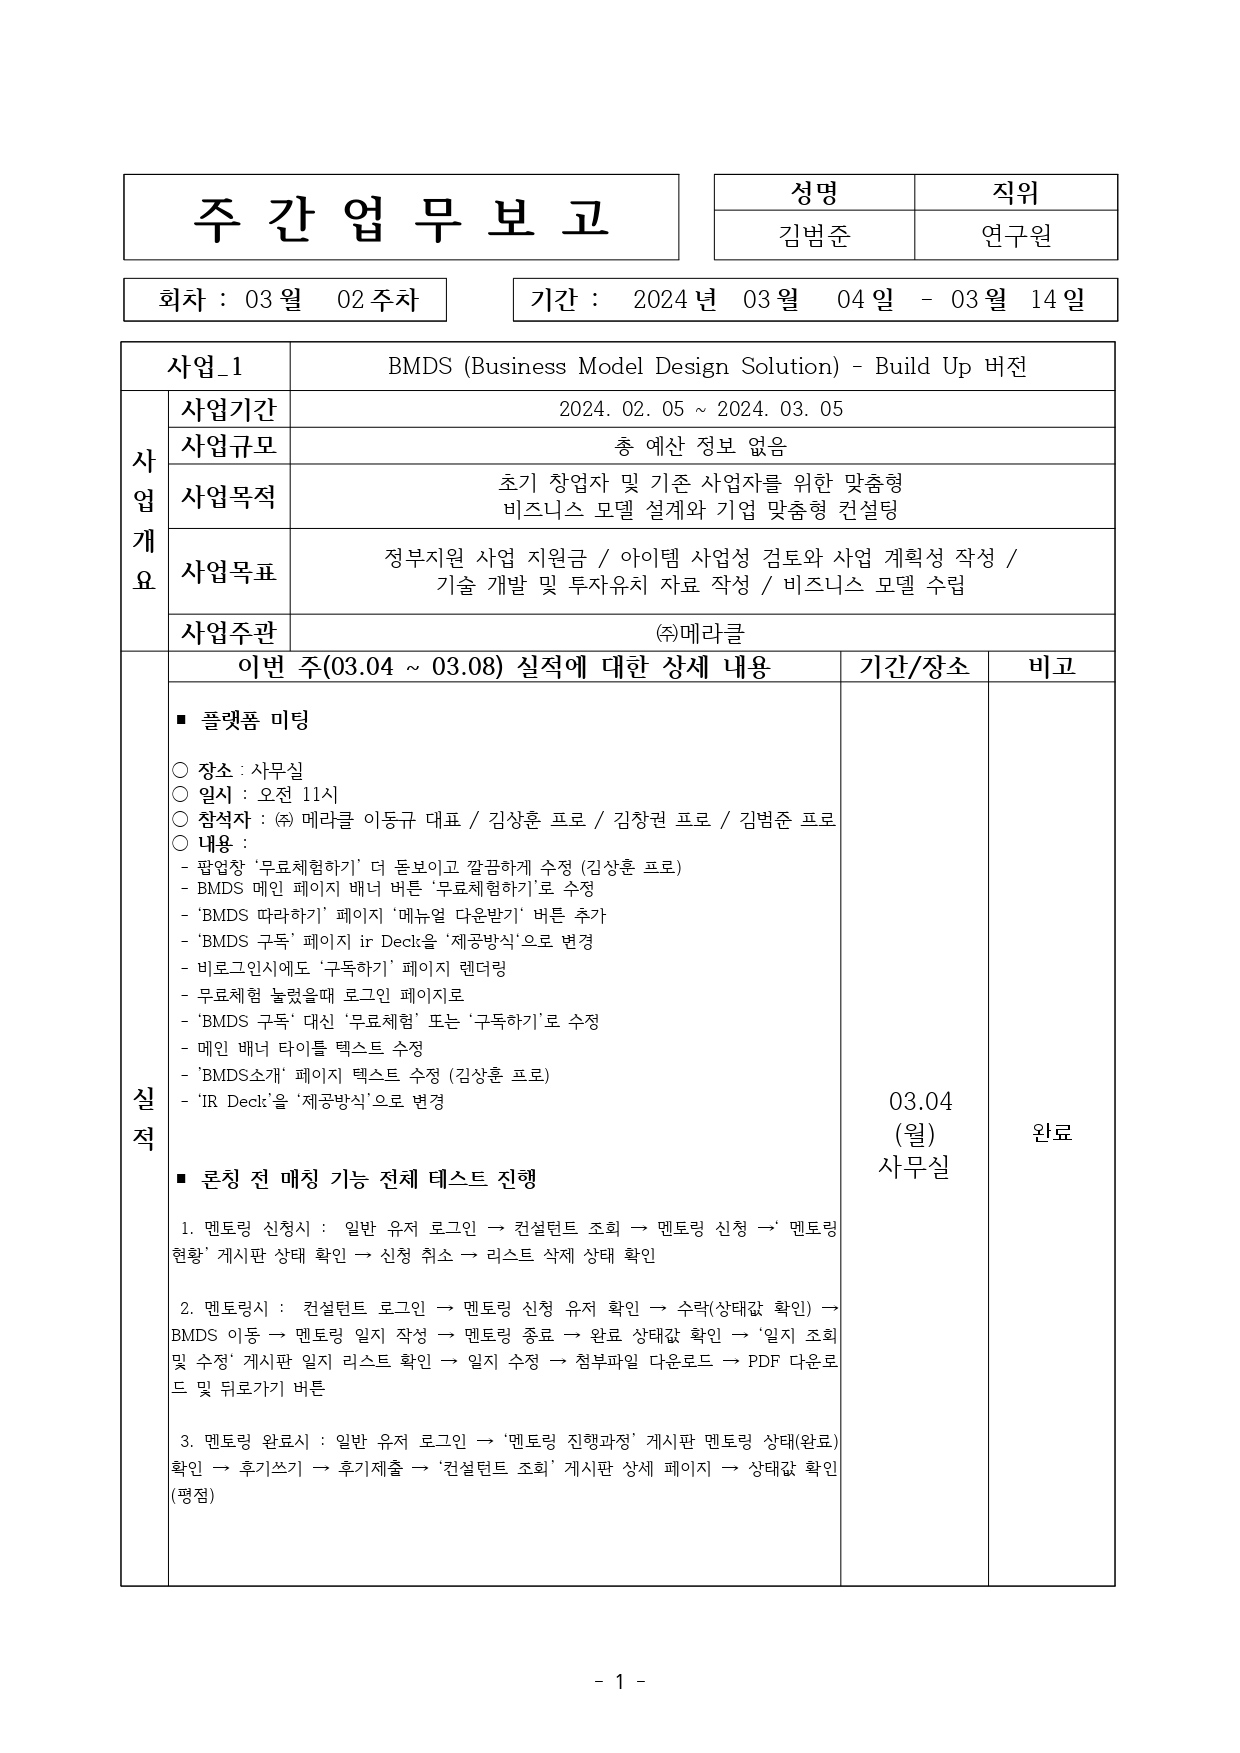 주 간 업 무 보 고
성명 직위
김범준 연구원
회차 : 03 월 02 주차
기간 : 2024 년 03 월 04 일 - 03 월 14 일
사업_1 BMDS (Business Model Design Solution) - Build Up 버전
사업개요
사업기간 2024. 02. 05 ~ 2024. 03. 05
사업규모 총 예산 정보 없음
사업목적 초기 창업자 및 기존 사업자를 위한 맞춤형
비즈니스 모델 설계와 기업 맞춤형 컨설팅
사업목표 정부지원 사업 지원금 / 아이템 사업성 검토와 사업 계획성 작성 /
기술 개발 및 투자유치 자료 작성 / 비즈니스 모델 수립
사업주관 ㈜메라클
실적
이번 주(03.04 ~ 03.08) 실적에 대한 상세 내용 기간/장소 비고
■ 플랫폼 미팅
○ 장소 : 사무실
○ 일시 : 오전 11시
○ 참석자 : ㈜ 메라클 이동규 대표 / 김상훈 프로 / 김창권 프로 / 김범준 프로
○ 내용 :
- 팝업창 ‘무료체험하기’ 더 돋보이고 깔끔하게 수정 (김상훈 프로)
- BMDS 메인 페이지 배너 버튼 ‘무료체험하기’로 수정
- ‘BMDS 따라하기’ 페이지 ‘메뉴얼 다운받기‘ 버튼 추가
- ‘BMDS 구독’ 페이지 ir Deck을 ‘제공방식‘으로 변경
- 비로그인시에도 ‘구독하기’ 페이지 렌더링
- 무료체험 눌렀을때 로그인 페이지로
- ‘BMDS 구독‘ 대신 ‘무료체험’ 또는 ‘구독하기’로 수정
- 메인 배너 타이틀 텍스트 수정
- ’BMDS소개‘ 페이지 텍스트 수정 (김상훈 프로)
- ‘IR Deck’을 ‘제공방식’으로 변경
■ 론칭 전 매칭 기능 전체 테스트 진행
1. 멘토링 신청시 : 일반 유저 로그인 → 컨설턴트 조회 → 멘토링 신청 →‘ 멘토링
현황’ 게시판 상태 확인 → 신청 취소 → 리스트 삭제 상태 확인
2. 멘토링시 : 컨설턴트 로그인 → 멘토링 신청 유저 확인 → 수락(상태값 확인) →
BMDS 이동 → 멘토링 일지 작성 → 멘토링 종료 → 완료 상태값 확인 → ‘일지 조회
및 수정‘ 게시판 일지 리스트 확인 → 일지 수정 → 첨부파일 다운로드 → PDF 다운로
드 및 뒤로가기 버튼
3. 멘토링 완료시 : 일반 유저 로그인 → ‘멘토링 진행과정’ 게시판 멘토링 상태(완료)
확인 → 후기쓰기 → 후기제출 → ‘컨설턴트 조회’ 게시판 상세 페이지 → 상태값 확인
(평점)
03.04
(월)
사무실
완료
- 1 -